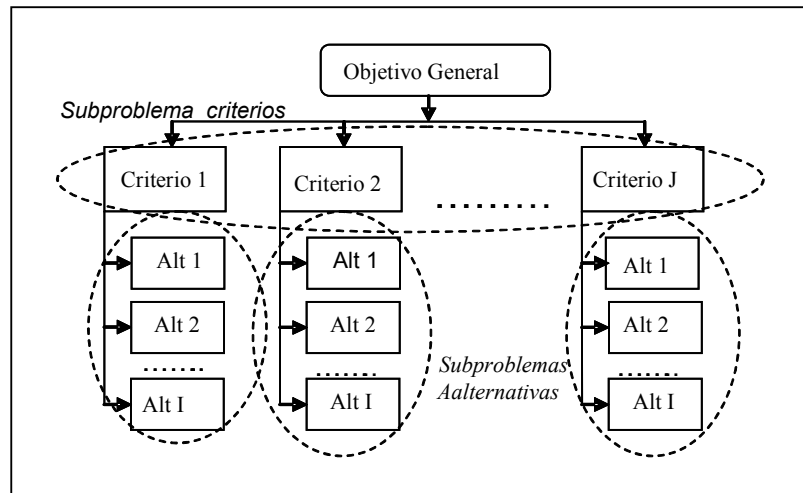 Objetivo General
Subproblema criterios
Criterio 1
Criterio 2
.........
Criterio J
Alt 1
Alt 2
......
Alt I
Alt 1
Alt 2
......
Alt I
Subproblemas
Aalternativas
Alt 1
Alt 2
......
Alt I